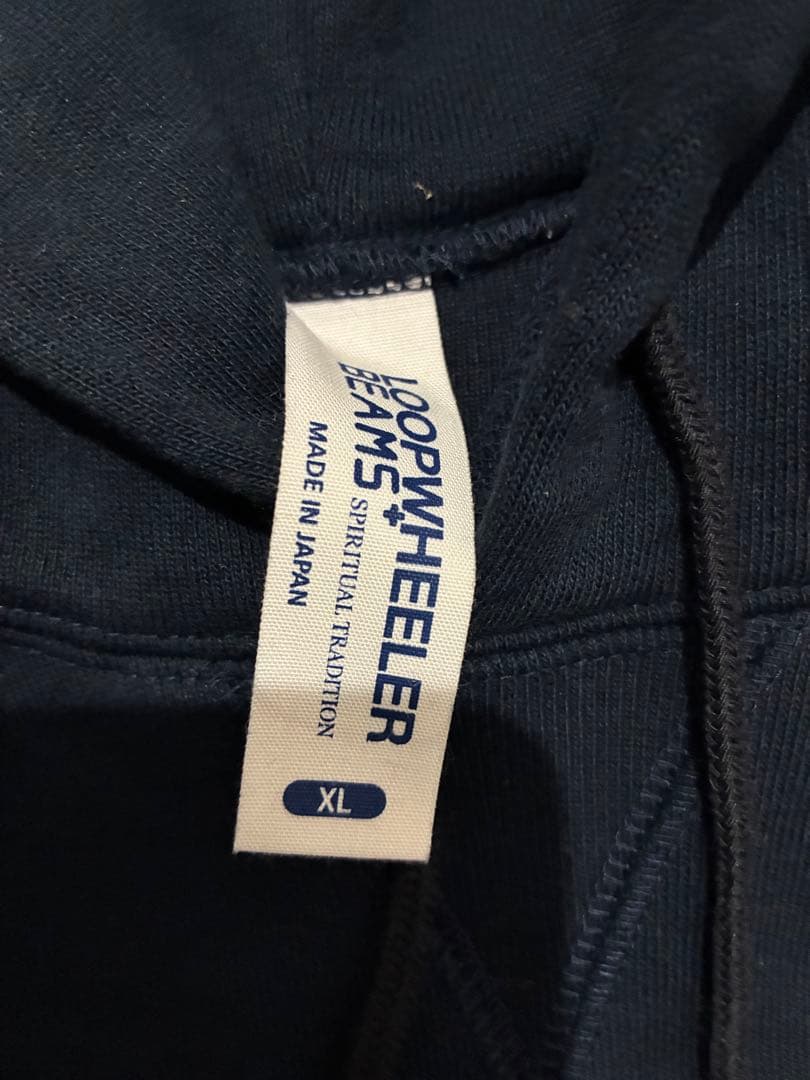 LOOPWHEELER
BEAMS+
SPIRITUAL TRADITION
MADE IN JAPAN
XL